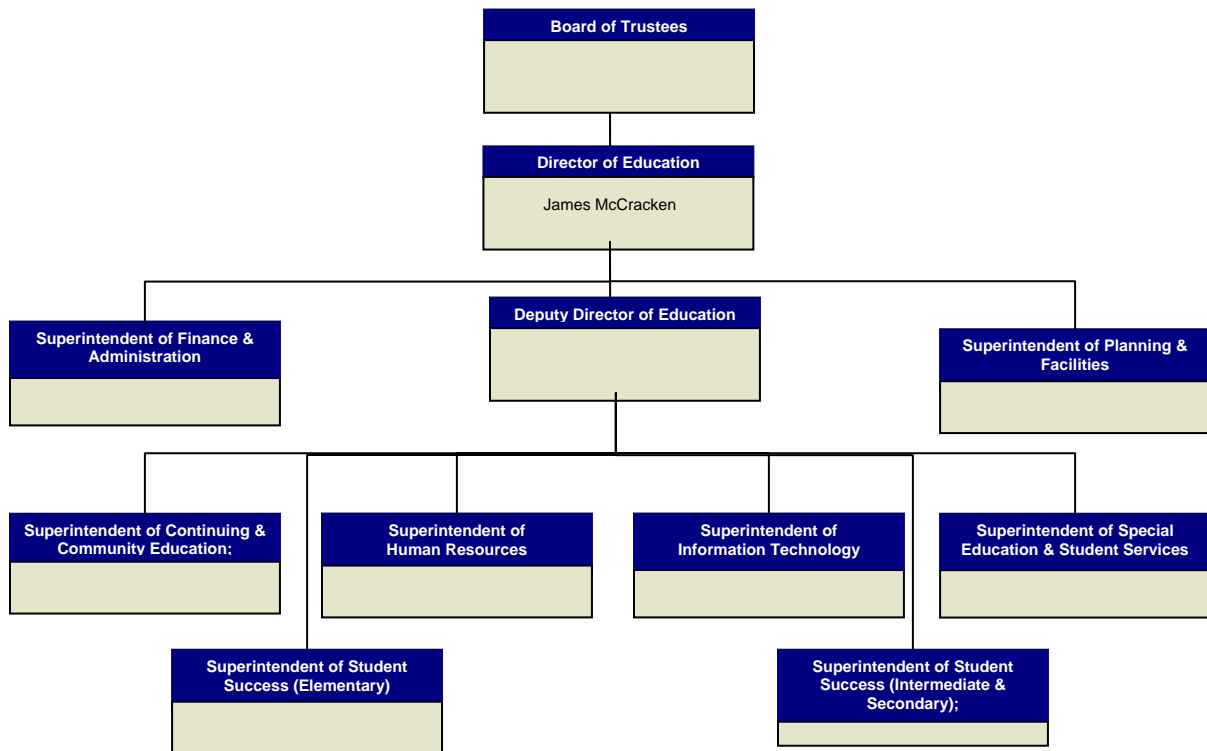 Board of Trustees
Director of Education
James McCracken
Deputy Director of Education
Superintendent of Finance &
Administration
Superintendent of Planning &
Facilities
Superintendent of Continuing &
Community Education;
Superintendent of
Human Resources
Superintendent of
Information Technology
Superintendent of Special
Education & Student Services
Superintendent of Student
Success (Elementary)
Superintendent of Student
Success (Intermediate &
Secondary);